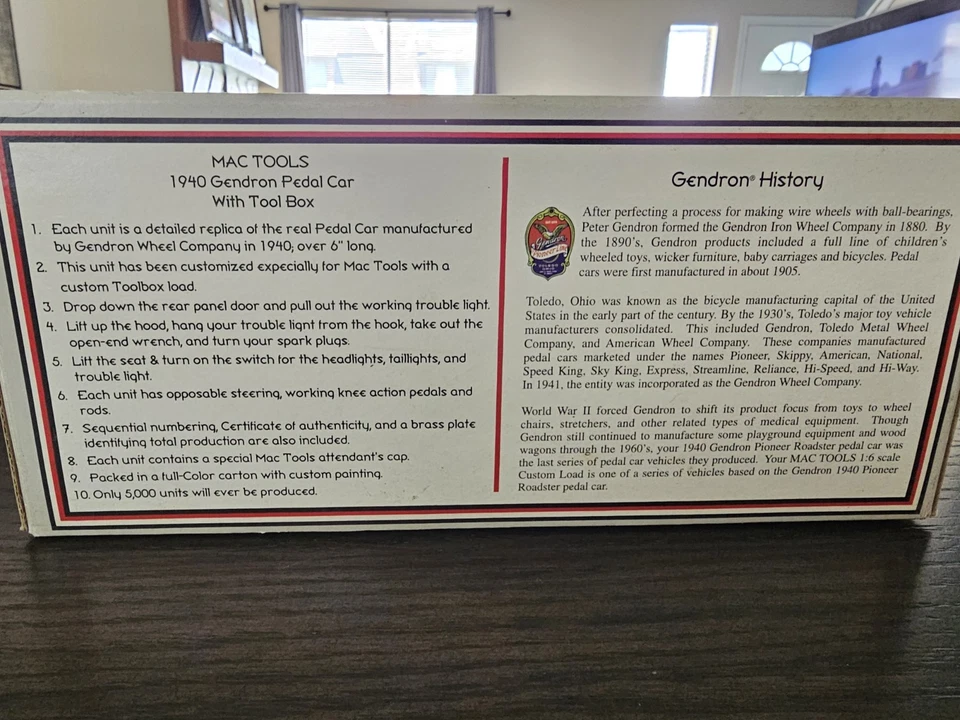 MAC TOOLS
1940 Gendron Pedal Car
With Tool Box
1. Each unit is a detailed replica of the real Pedal Car manufactured
by Gendron Wheel Company in 1940; over 6" long.
2. This unit has been customized expecially for Mac Tools with a
custom Toolbox load.
3. Drop down the rear panel door and pull out the working trouble light.
4. Lift up the hood, hang your trouble light from the hook, take out the
open-end wrench, and turn your spark plugs.
5. Lift the seat & turn on the switch for the headlights, taillights, and
trouble light.
6. Each unit has opposable steering, working knee action pedals and
rods.
7. Sequential numbering, Certificate of authenticity, and a brass plate
identifying total production are also included.
8. Each unit contains a special Mac Tools attendant's cap.
9. Packed in a full-Color carton with custom painting.
10. Only 5,000 units will ever be produced.
Gendron® History
Gendron
After perfecting a process for making wire wheels with ball-bearings,
Peter Gendron formed the Gendron Iron Wheel Company in 1880. By
the 1890's, Gendron products included a full line of children's
wheeled toys, wicker furniture, baby carriages and bicycles. Pedal
cars were first manufactured in about 1905.
Toledo, Ohio was known as the bicycle manufacturing capital of the United
States in the early part of the century. By the 1930's, Toledo's major toy vehicle
manufacturers consolidated. This included Gendron, Toledo Metal Wheel
Company, and American Wheel Company. These companies manufactured
pedal cars marketed under the names Pioneer, Skippy, American, National,
Speed King, Sky King, Express, Streamline, Reliance, Hi-Speed, and Hi-Way.
In 1941, the entity was incorporated as the Gendron Wheel Company.
World War II forced Gendron to shift its product focus from toys to wheel
chairs, stretchers, and other related types of medical equipment. Though
Gendron still continued to manufacture some playground equipment and wood
wagons through the 1960's, your 1940 Gendron Pioneer Roadster pedal car was
the last series of pedal car vehicles they produced. Your MAC TOOLS 1:6 scale
Custom Load is one of a series of vehicles based on the Gendron 1940 Pioneer
Roadster pedal car.